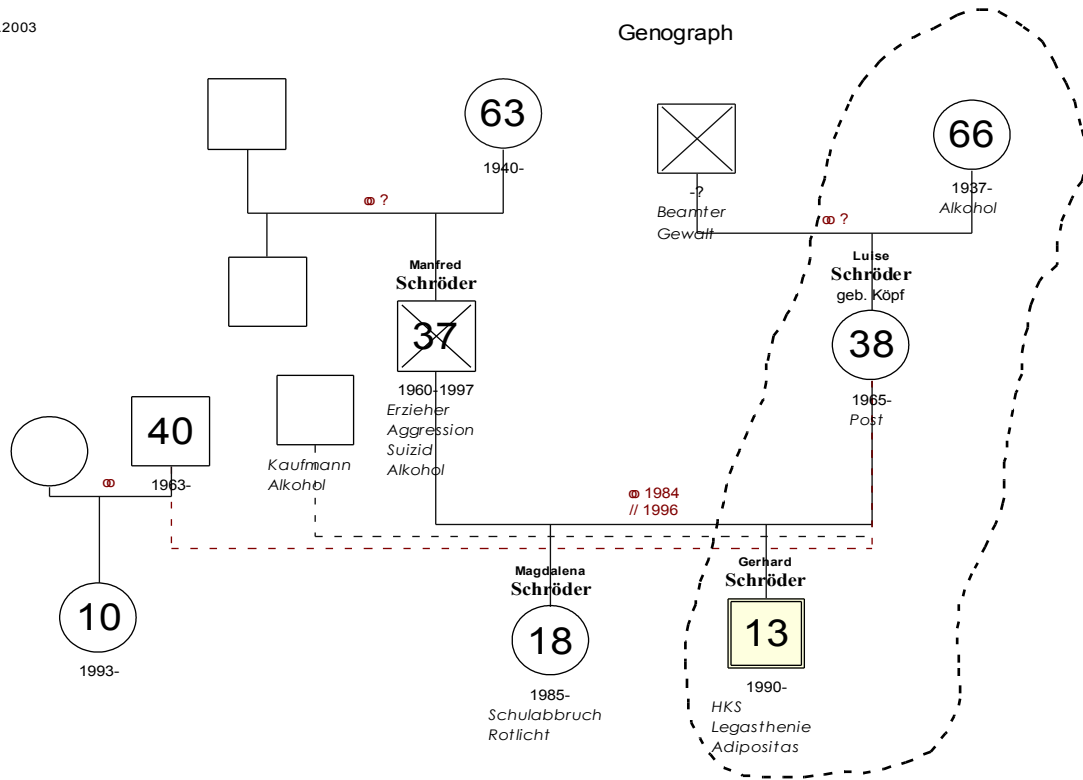 .2003
Genograph
63
1940-
ꝏ ?
66
1937-
Alkohol
-?
Beamter
Gewalt
ꝏ ?
Manfred
Schröder
37
1960-1997
Erzieher
Aggression
Suizid
Alkohol
Luise
Schröder
geb. Köpf
38
1965-
Post
40
1963-
ꝏ
Kaufmann
Alkohol
ꝏ 1984
// 1996
10
1993-
Magdalena
Schröder
18
1985-
Schulabbruch
Rotlicht
Gerhard
Schröder
13
1990-
HKS
Legasthenie
Adipositas